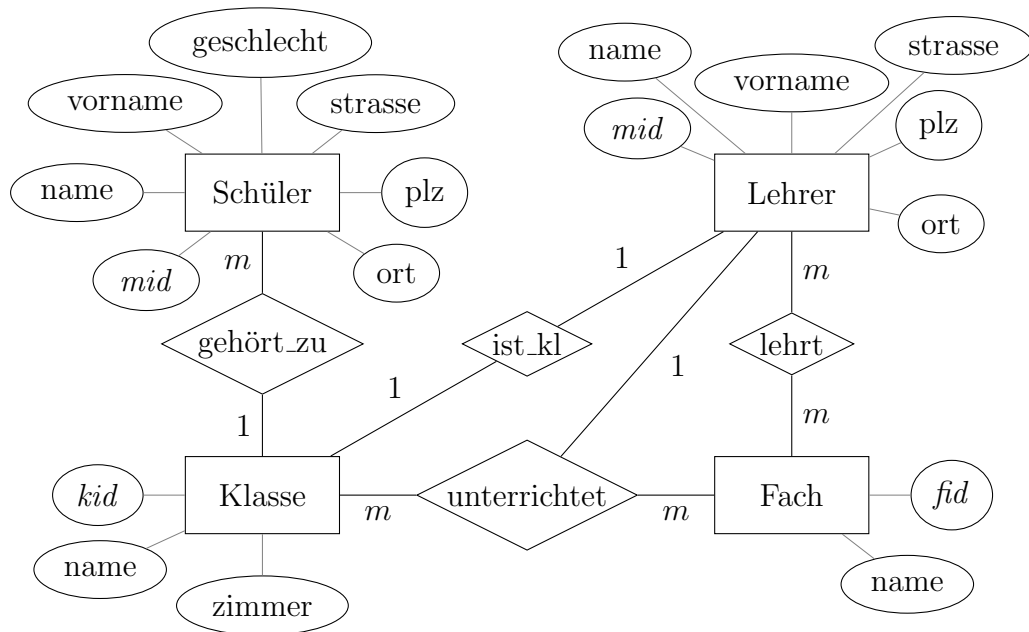 geschlecht
name
strasse
vorname
strasse
vorname
mid
plz
name
Schüler
plz
Lehrer
mid
ort
ort
m
1
m
gehört_zu
ist_kl
lehrt
1
1
1
m
kid
Klasse
m
unterrichtet
m
Fach
fid
name
zimmer
name